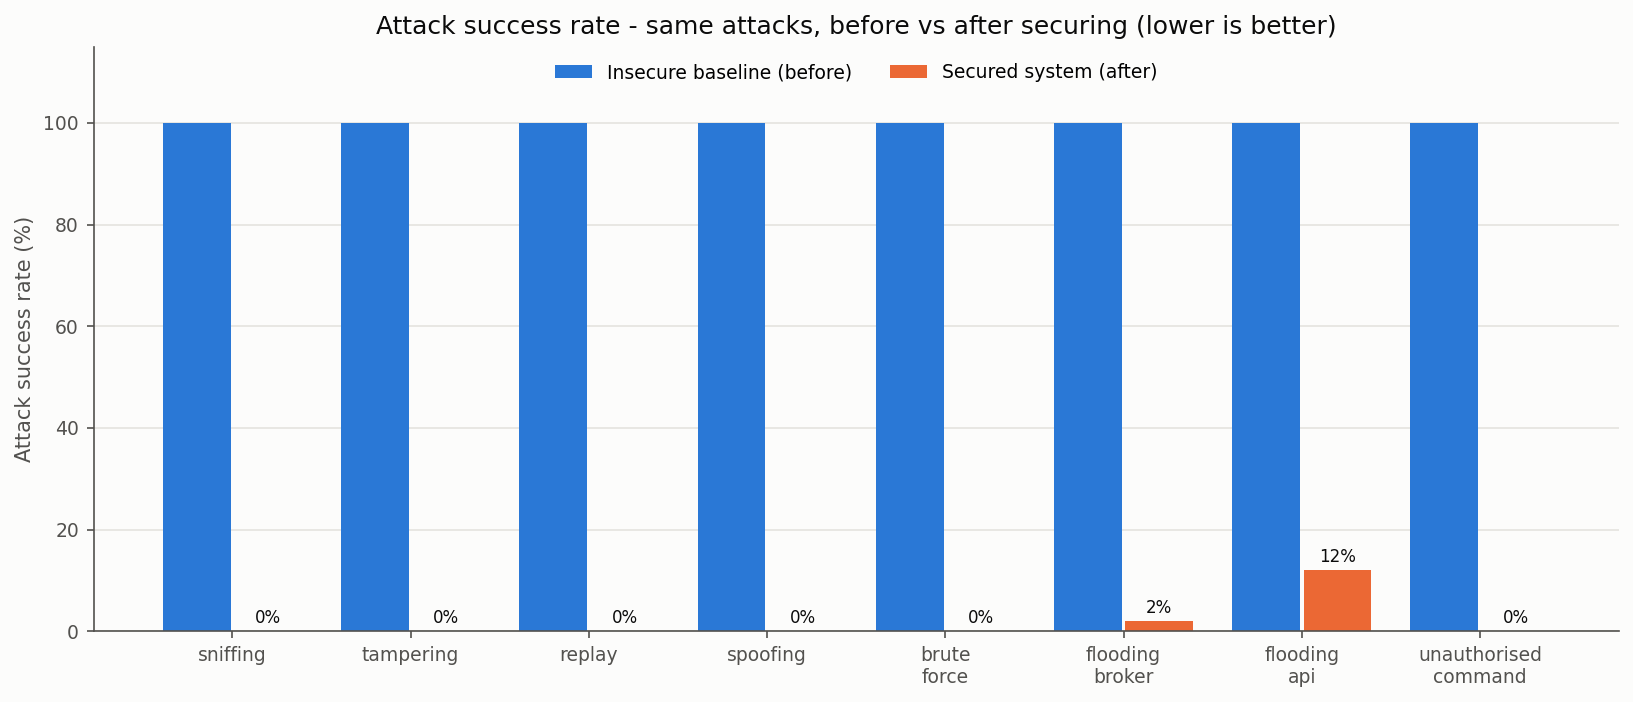 Attack success rate - same attacks, before vs after securing (lower is better)
Insecure baseline (before)
Secured system (after)
Attack success rate (%)
100
80
60
40
20
0
0%
0%
0%
0%
0%
2%
12%
0%
sniffing
tampering
replay
spoofing
brute
force
flooding
broker
flooding
api
unauthorised
command